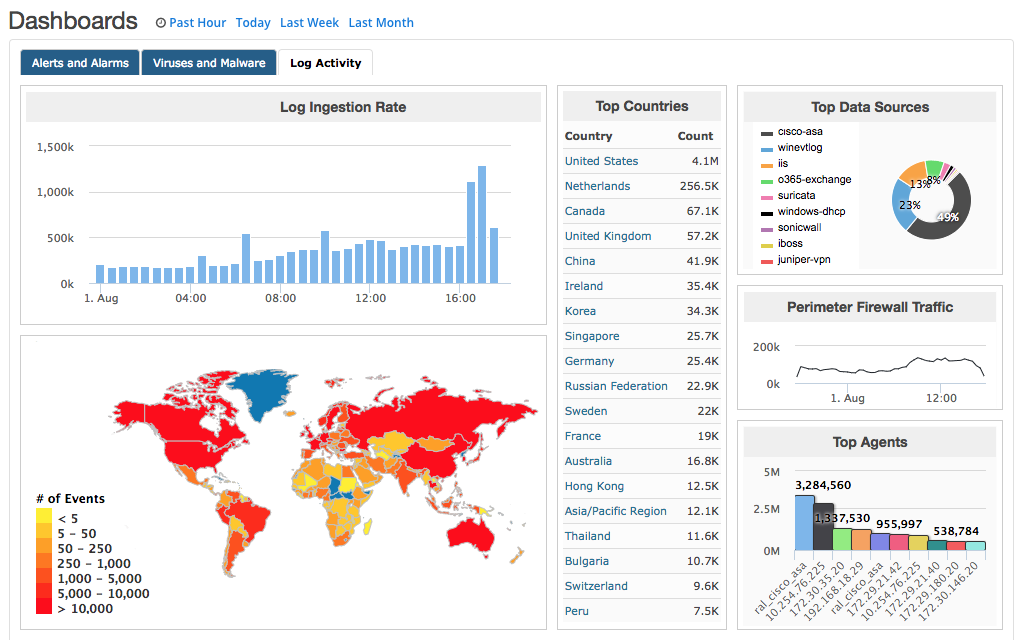 Dashboards
Past Hour Today Last Week Last Month
Alerts and Alarms Viruses and Malware Log Activity
Log Ingestion Rate
1,500k
1,000k
500k
0k
1. Aug 04:00 08:00 12:00 16:00
# of Events
< 5
5 – 50
50 – 250
250 – 1,000
1,000 – 5,000
5,000 – 10,000
> 10,000
Top Countries
Country Count
United States 4.1M
Netherlands 256.5K
Canada 67.1K
United Kingdom 57.2K
China 41.9K
Ireland 35.4K
Korea 34.3K
Singapore 25.7K
Germany 25.4K
Russian Federation 22.9K
Sweden 22K
France 19K
Australia 16.8K
Hong Kong 12.5K
Asia/Pacific Region 12.1K
Thailand 11.6K
Bulgaria 10.7K
Switzerland 9.6K
Peru 7.5K
Top Data Sources
cisco-asa
winevtlog
iis
o365-exchange
suricata
windows-dhcp
sonicwall
iboss
juniper-vpn
13% 8%
23%
49%
Perimeter Firewall Traffic
200k
0k
1. Aug 12:00
Top Agents
5M
2.5M
0M
3,284,560
1,337,530
955,997
538,784
ral_cisco_asa
10.254.76.225
172.30.35.20
192.168.18.29
ral_cisco_asa
172.29.21.42
10.254.76.225
172.29.21.40
172.29.180.20
172.30.146.20